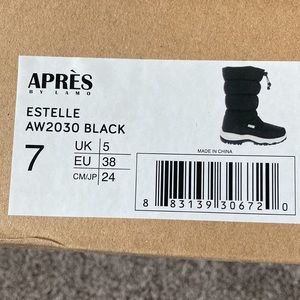 APRÈS
BY LAMO
ESTELLE
AW2030 BLACK
7
UK 5
EU 38
CM/JP 24
MADE IN CHINA
8 83139 30672 0